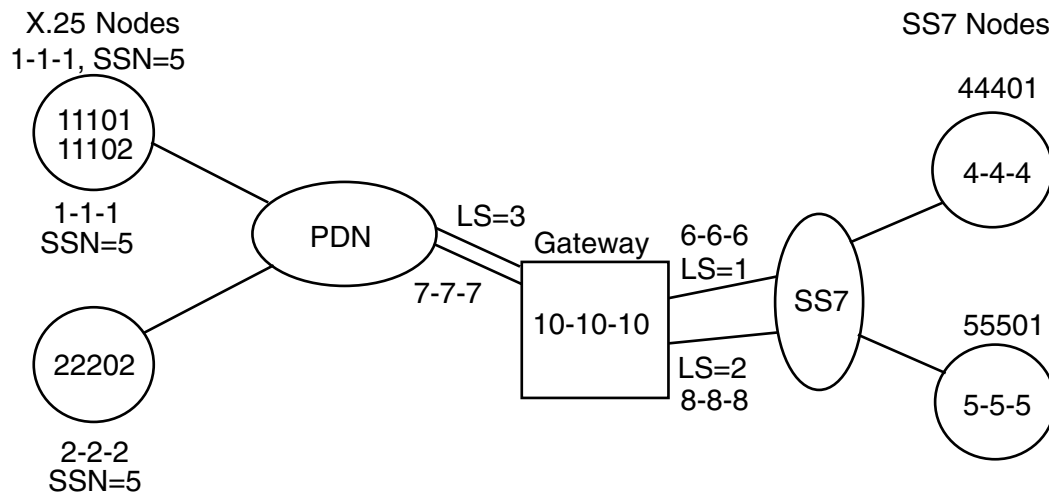 X.25 Nodes
1-1-1, SSN=5
11101
11102
1-1-1
SSN=5
22202
2-2-2
SSN=5
PDN
LS=3
7-7-7
Gateway
10-10-10
6-6-6
LS=1
LS=2
8-8-8
SS7
SS7 Nodes
44401
4-4-4
55501
5-5-5